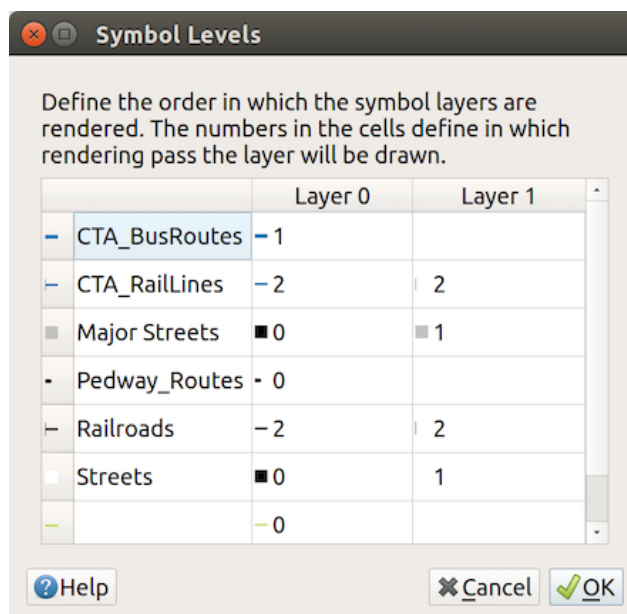 Symbol Levels
Define the order in which the symbol layers are
rendered. The numbers in the cells define in which
rendering pass the layer will be drawn.
Layer 0 Layer 1
CTA_BusRoutes 1
CTA_RailLines 2 2
Major Streets 0 1
Pedway_Routes 0
Railroads 2 2
Streets 0 1
0
Help Cancel OK